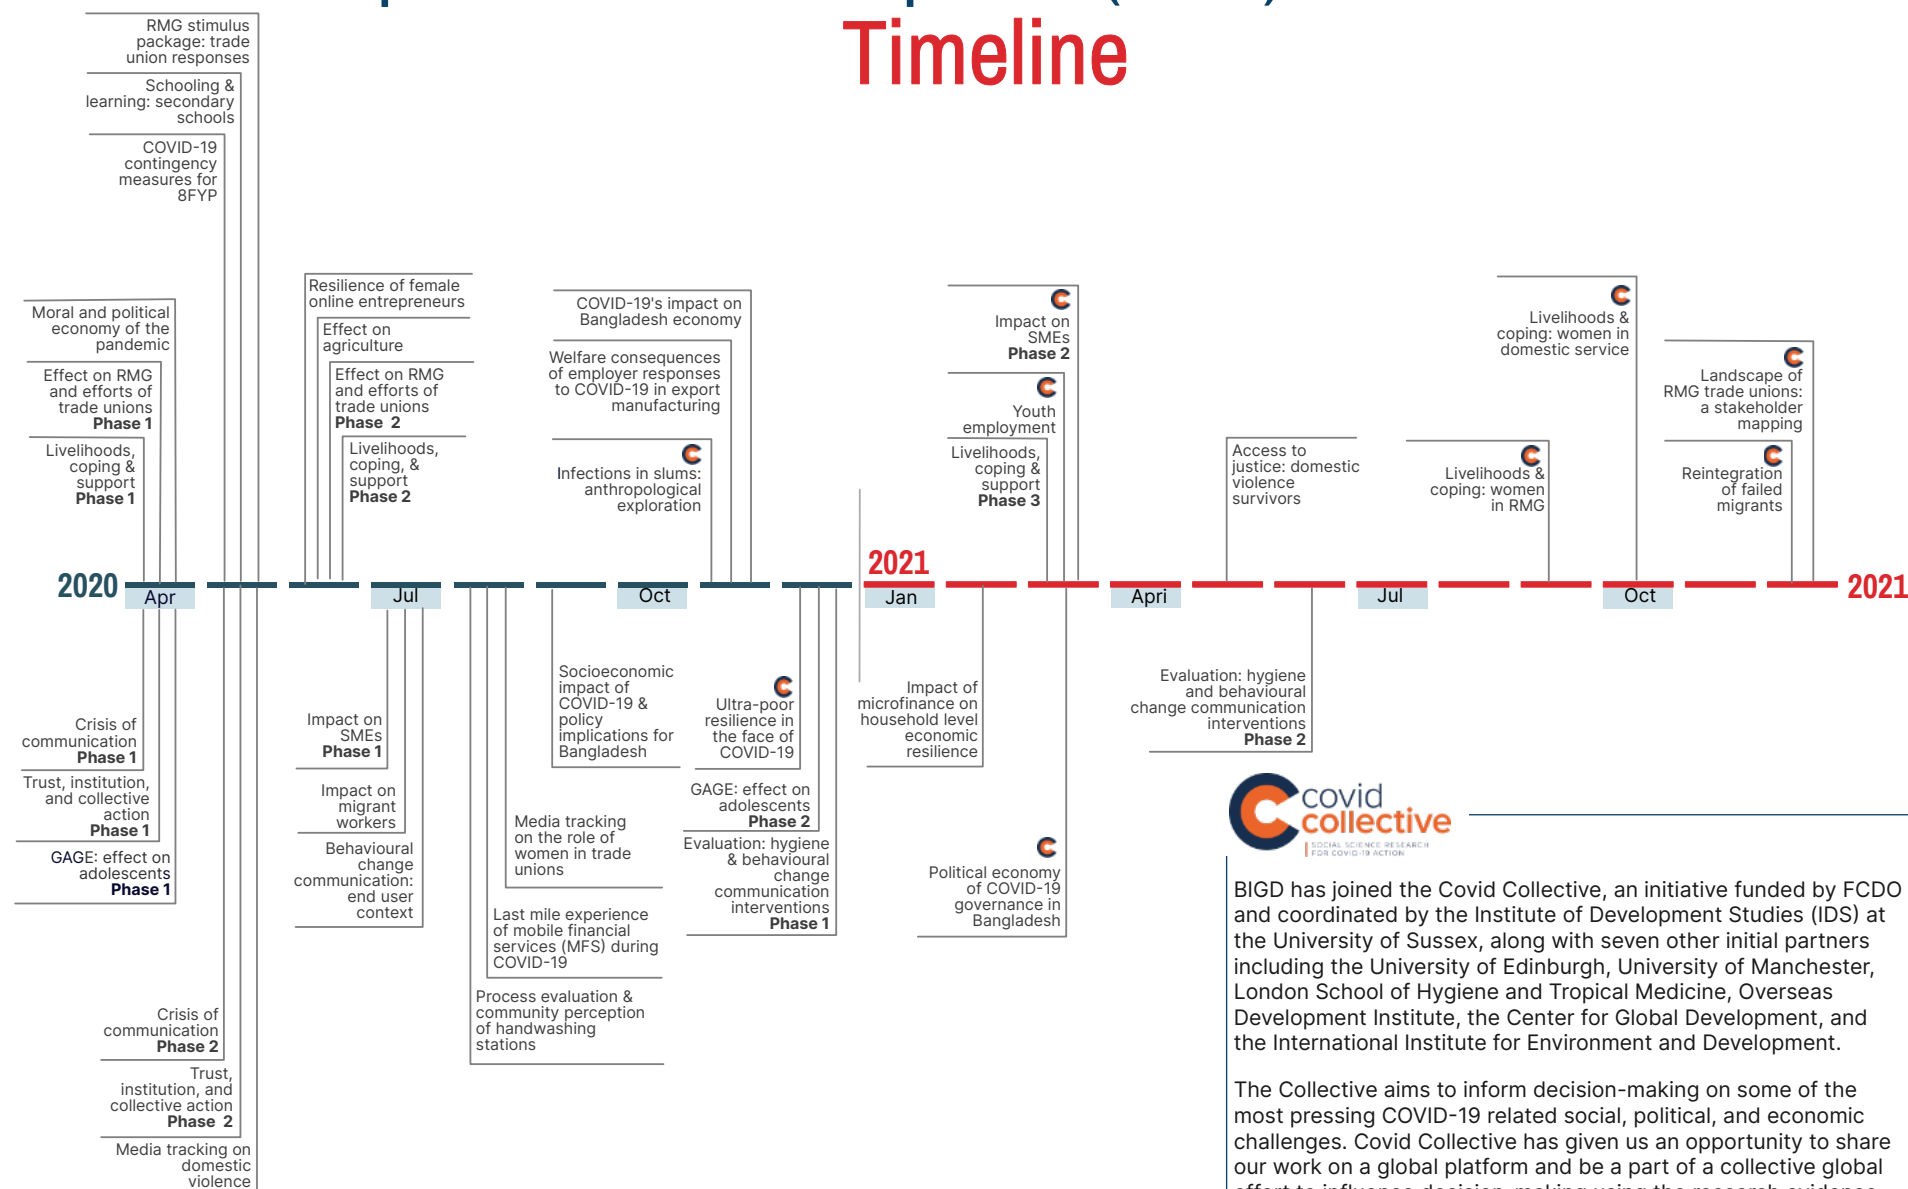 Timeline
RMG stimulus
package: trade
union responses
Schooling &
learning: secondary
schools
COVID-19
contingency
measures for
8FYP
Moral and political
economy of the
pandemic
Effect on RMG
and efforts of
trade unions
Phase 1
Livelihoods,
coping &
support
Phase 1
Resilience of female
online entrepreneurs
Effect on
agriculture
Effect on RMG
and efforts of
trade unions
Phase 2
Livelihoods,
coping, &
support
Phase 2
COVID-19's impact on
Bangladesh economy
Welfare consequences
of employer responses
to COVID-19 in export
manufacturing
Infections in slums:
anthropological
exploration
Impact on
SMEs
Phase 2
Youth
employment
Livelihoods,
coping &
support
Phase 3
Access to
justice: domestic
violence
survivors
Livelihoods &
coping: women
in RMG
Livelihoods &
coping: women in
domestic service
Landscape of
RMG trade unions:
a stakeholder
mapping
Reintegration
of failed
migrants
2020
Apr
Jul
Oct
2021
Jan
Apri
Jul
Oct
2021
Crisis of
communication
Phase 1
Trust, institution,
and collective
action
Phase 1
GAGE: effect on
adolescents
Phase 1
Crisis of
communication
Phase 2
Trust,
institution, and
collective action
Phase 2
Media tracking on
domestic
violence
Impact on
SMEs
Phase 1
Impact on
migrant
workers
Behavioural
change
communication:
end user
context
Media tracking
on the role of
women in trade
unions
Last mile experience
of mobile financial
services (MFS) during
COVID-19
Process evaluation &
community perception
of handwashing
stations
Socioeconomic
impact of
COVID-19 &
policy
implications for
Bangladesh
Ultra-poor
resilience in
the face of
COVID-19
GAGE: effect on
adolescents
Phase 2
Evaluation: hygiene
& behavioural
change
communication
interventions
Phase 1
Impact of
microfinance on
household level
economic
resilience
Political economy
of COVID-19
governance in
Bangladesh
Evaluation: hygiene
and behavioural
change communication
interventions
Phase 2
covid
collective
SOCIAL SCIENCE RESEARCH
FOR COVID-19 ACTION
BIGD has joined the Covid Collective, an initiative funded by FCDO
and coordinated by the Institute of Development Studies (IDS) at
the University of Sussex, along with seven other initial partners
including the University of Edinburgh, University of Manchester,
London School of Hygiene and Tropical Medicine, Overseas
Development Institute, the Center for Global Development, and
the International Institute for Environment and Development.
The Collective aims to inform decision-making on some of the
most pressing COVID-19 related social, political, and economic
challenges. Covid Collective has given us an opportunity to share
our work on a global platform and be a part of a collective global
effort to influence decision-making using the research evidence